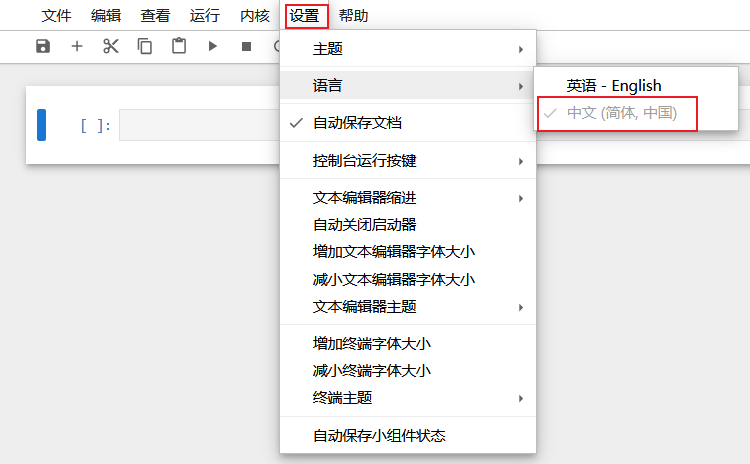 文件 编辑 查看 运行 内核 设置 帮助
主题
语言
英语 - English
中文 (简体, 中国)
[ ]:
自动保存文档
控制台运行按键
文本编辑器缩进
自动关闭启动器
增加文本编辑器字体大小
减小文本编辑器字体大小
文本编辑器主题
增加终端字体大小
减小终端字体大小
终端主题
自动保存小组件状态